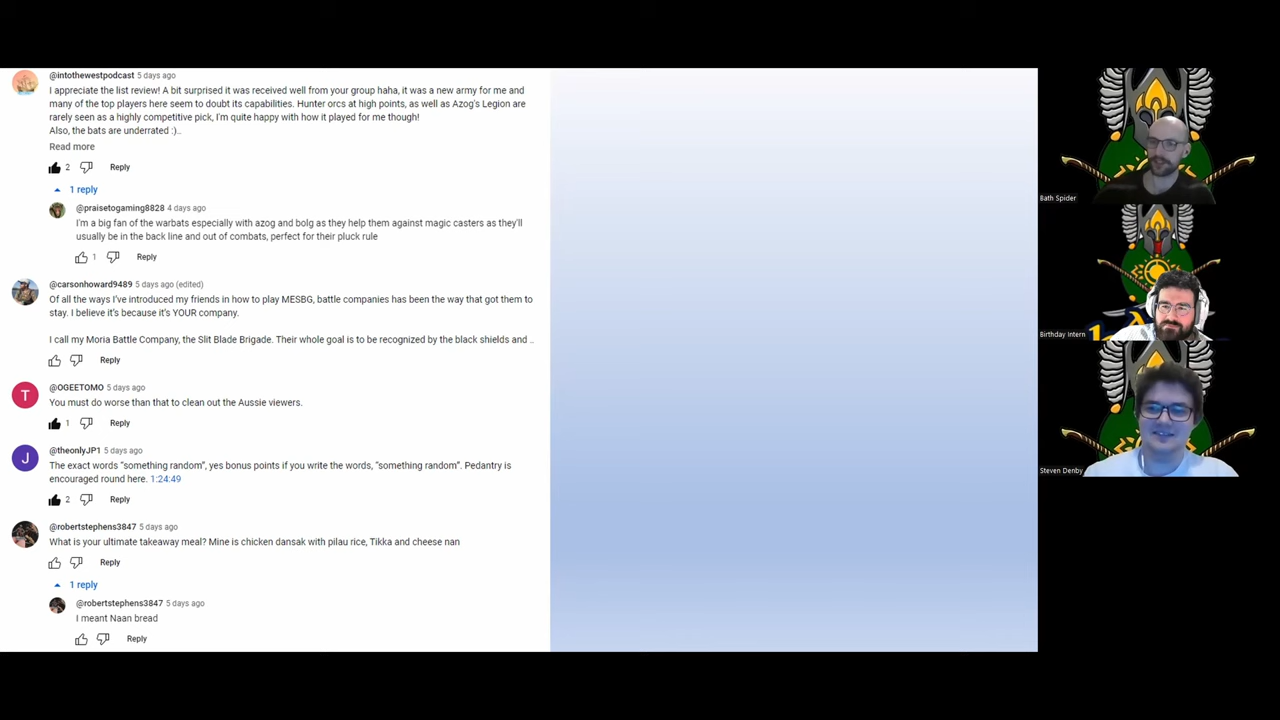 @intothewestpodcast 5 days ago
I appreciate the list review! A bit surprised it was received well from your group haha, it was a new army for me and
many of the top players here seem to doubt its capabilities. Hunter orcs at high points, as well as Azog's Legion are
rarely seen as a highly competitive pick, I'm quite happy with how it played for me though!
Also, the bats are underrated :)..
Read more
2 Reply
1 reply
@praisetogaming8828 4 days ago
I'm a big fan of the warbats especially with azog and bolg as they help them against magic casters as they'll
usually be in the back line and out of combats, perfect for their pluck rule
1 Reply
@carsonhoward9489 5 days ago (edited)
Of all the ways I've introduced my friends in how to play MESBG, battle companies has been the way that got them to
stay. I believe it's because it's YOUR company.
I call my Moria Battle Company, the Slit Blade Brigade. Their whole goal is to be recognized by the black shields and ..
Reply
T
@OGEETOMO 5 days ago
You must do worse than that to clean out the Aussie viewers.
1 Reply
J
@theonlyJP1 5 days ago
The exact words “something random”, yes bonus points if you write the words, “something random”. Pedantry is
encouraged round here. 1:24:49
2 Reply
@robertstephens3847 5 days ago
What is your ultimate takeaway meal? Mine is chicken dansak with pilau rice, Tikka and cheese nan
Reply
1 reply
@robertstephens3847 5 days ago
I meant Naan bread
Reply
Bath Spider
Birthday Intern
Steven Denby